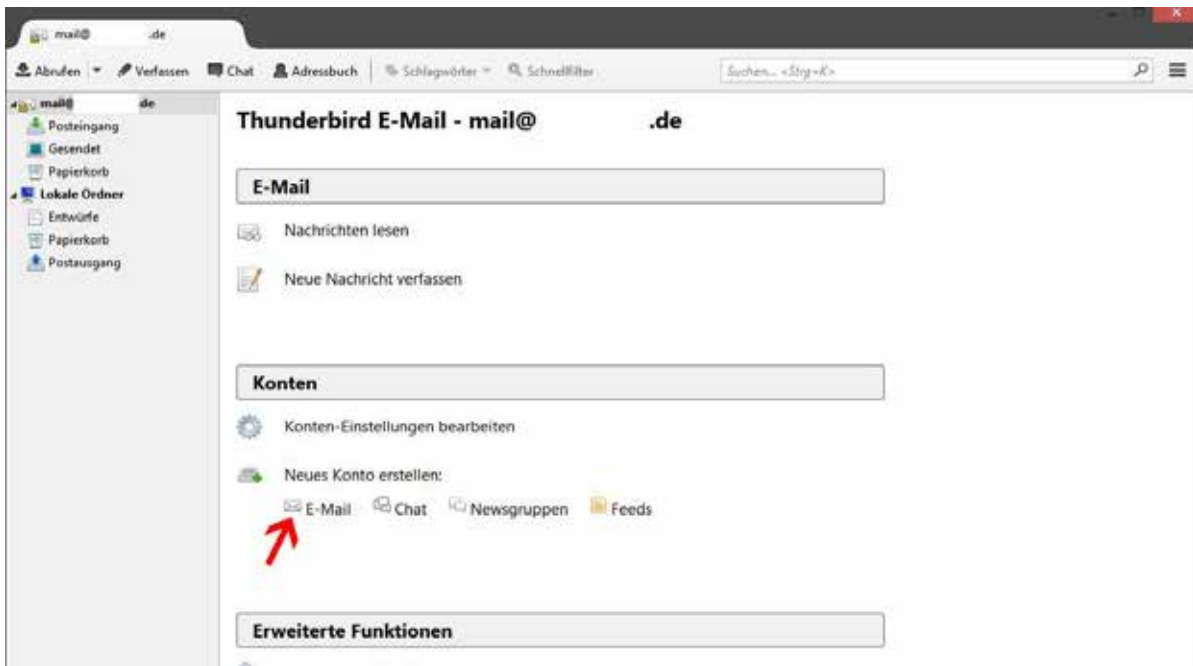 mail@ .de
Abrufen Verfassen Chat Adressbuch Schlagwörter Schnellfilter Suchen... <Strg+K>
mail@ de
Posteingang
Gesendet
Papierkorb
Lokale Ordner
Entwürfe
Papierkorb
Postausgang
Thunderbird E-Mail - mail@ .de
E-Mail
Nachrichten lesen
Neue Nachricht verfassen
Konten
Konten-Einstellungen bearbeiten
Neues Konto erstellen:
E-Mail Chat Newsgruppen Feeds
Erweiterte Funktionen